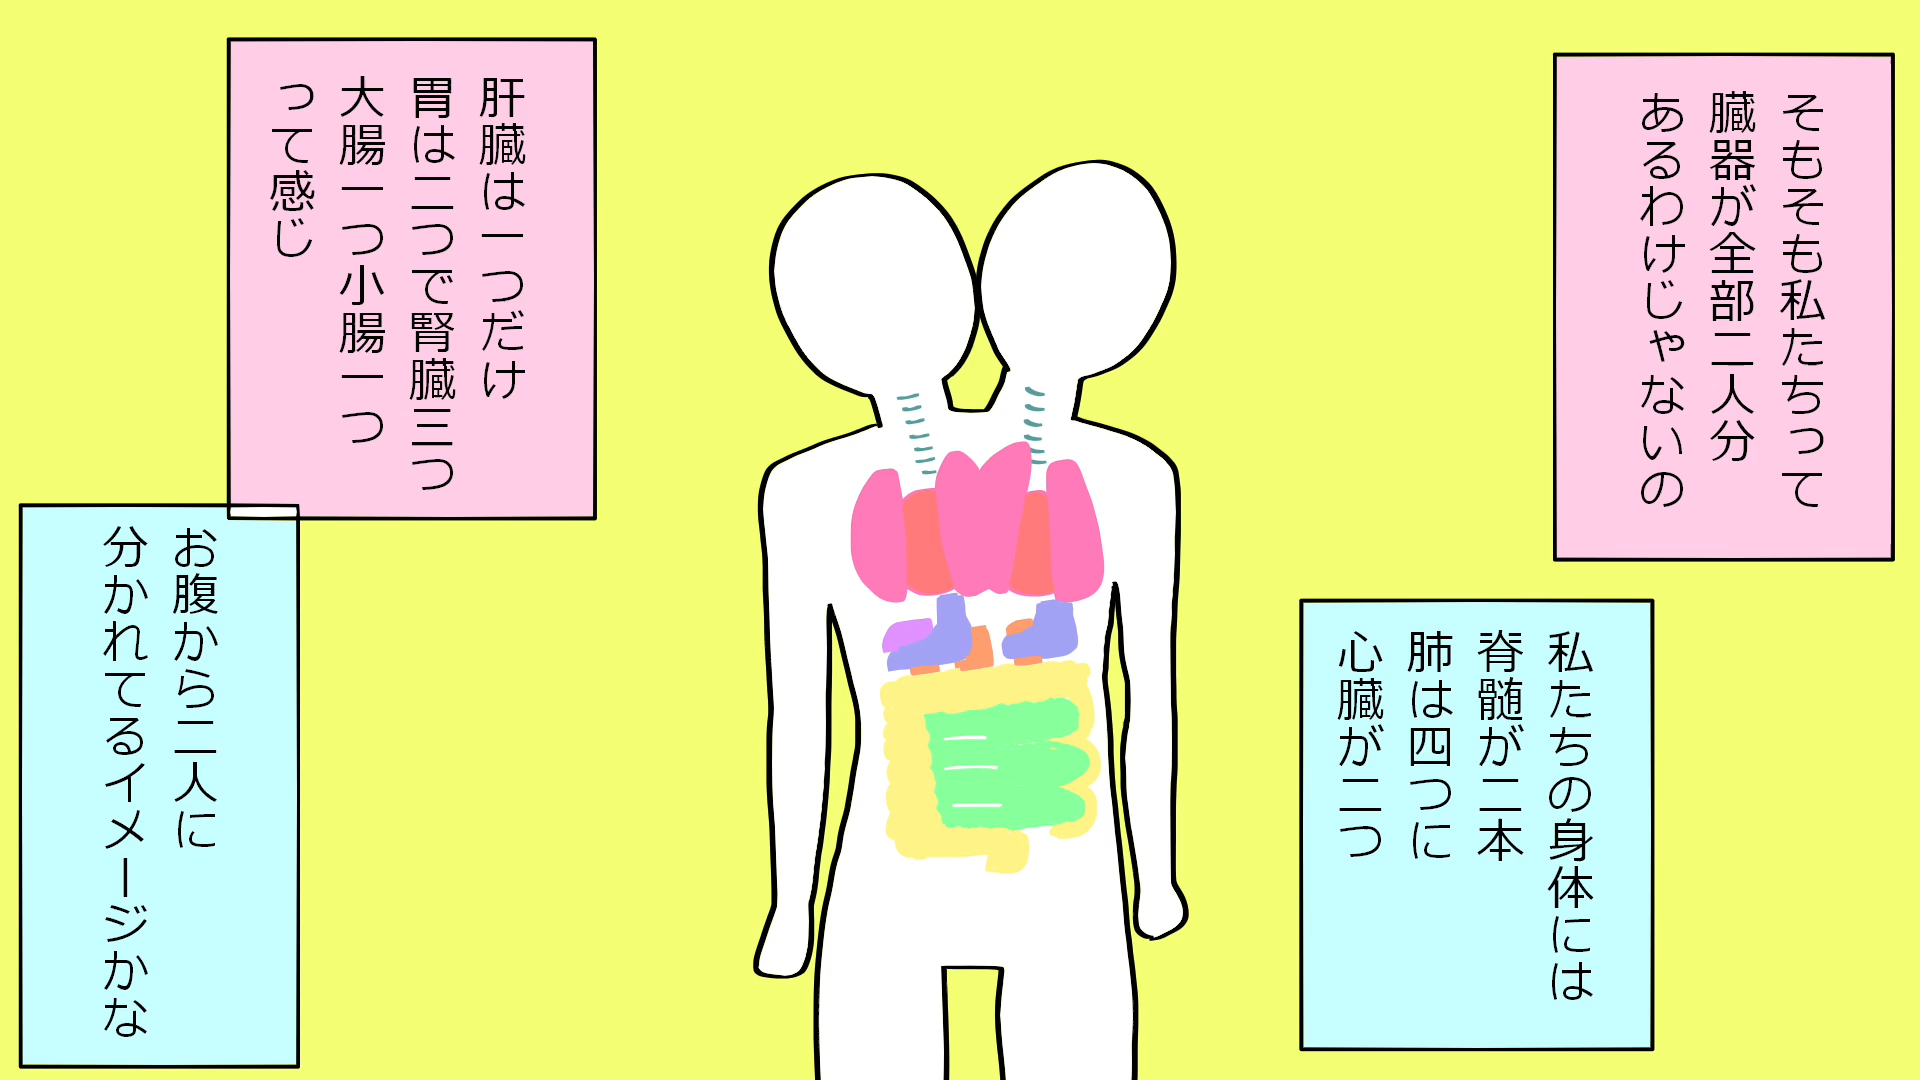 そもそも私たちって
臓器が全部二人分
あるわけじゃないの
私たちの身体には
脊髄が二本
肺は四つに
心臓が二つ
肝臓は一つだけ
胃は二つで腎臓三つ
大腸一つ小腸一つ
って感じ
お腹から二人に
分かれてるイメージかな